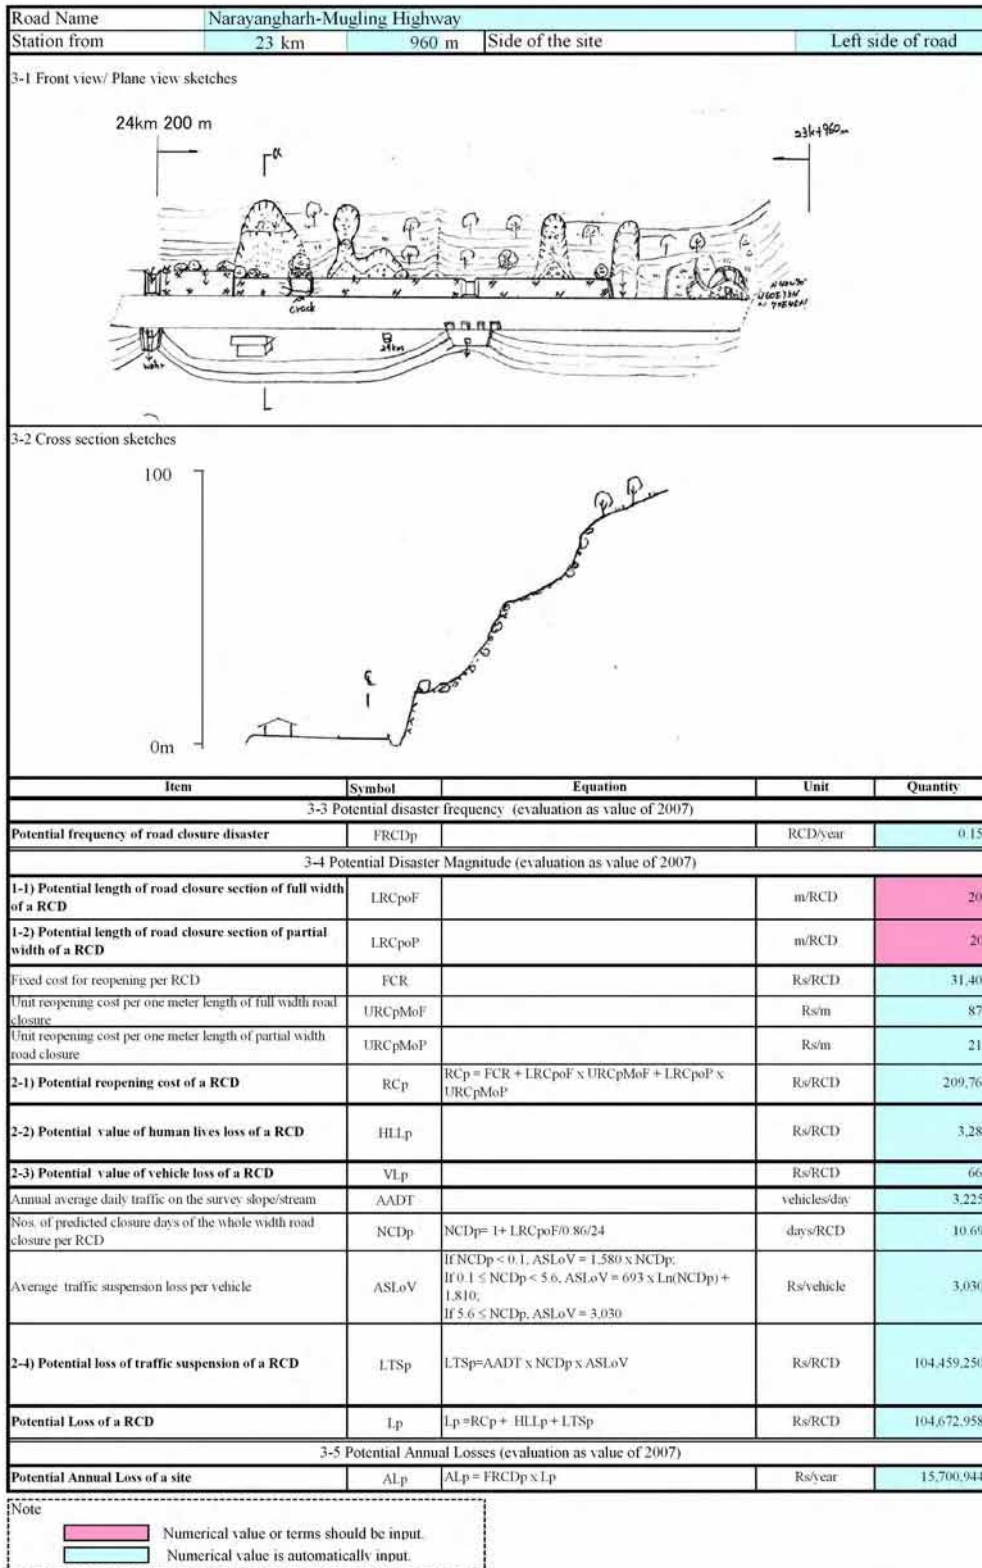 Road Name Narayangharh-Mugling Highway
Station from 23 km 960 m Side of the site Left side of road
3-1 Front view/ Plane view sketches
24km 200 m
23k+960m
α
crack
24km
3-2 Cross section sketches
100
0m
Item Symbol Equation Unit Quantity
3-3 Potential disaster frequency (evaluation as value of 2007)
Potential frequency of road closure disaster FRCDp RCD/year 0.15
3-4 Potential Disaster Magnitude (evaluation as value of 2007)
1-1) Potential length of road closure section of full width
of a RCD LRCpoF m/RCD 20
1-2) Potential length of road closure section of partial
width of a RCD LRCpoP m/RCD 20
Fixed cost for reopening per RCD FCR Rs/RCD 31,40
Unit reopening cost per one meter length of full width road
closure URCpMoF Rs/m 87
Unit reopening cost per one meter length of partial width
road closure URCpMoP Rs/m 21
2-1) Potential reopening cost of a RCD RCp RCp = FCR + LRCpoF x URCpMoF + LRCpoP x
URCpMoP Rs/RCD 209,76
2-2) Potential value of human lives loss of a RCD HLLp Rs/RCD 3,28
2-3) Potential value of vehicle loss of a RCD VLp Rs/RCD 66
Annual average daily traffic on the survey slope/stream AADT vehicles/day 3,225
Nos. of predicted closure days of the whole width road
closure per RCD NCDp NCDp= 1+ LRCpoF/0.86/24 days/RCD 10.69
Average traffic suspension loss per vehicle ASLoV If NCDp < 0.1, ASLoV = 1,580 x NCDp;
If 0.1 ≤ NCDp < 5.6, ASLoV = 693 x Ln(NCDp) +
1,810;
If 5.6 ≤ NCDp, ASLoV = 3,030 Rs/vehicle 3,030
2-4) Potential loss of traffic suspension of a RCD LTSp LTSp=AADT x NCDp x ASLoV Rs/RCD 104,459,250
Potential Loss of a RCD Lp Lp =RCp + HLLp + LTSp Rs/RCD 104,672,958
3-5 Potential Annual Losses (evaluation as value of 2007)
Potential Annual Loss of a site ALp ALp = FRCDp x Lp Rs/year 15,700,944
Note
Numerical value or terms should be input.
Numerical value is automatically input.